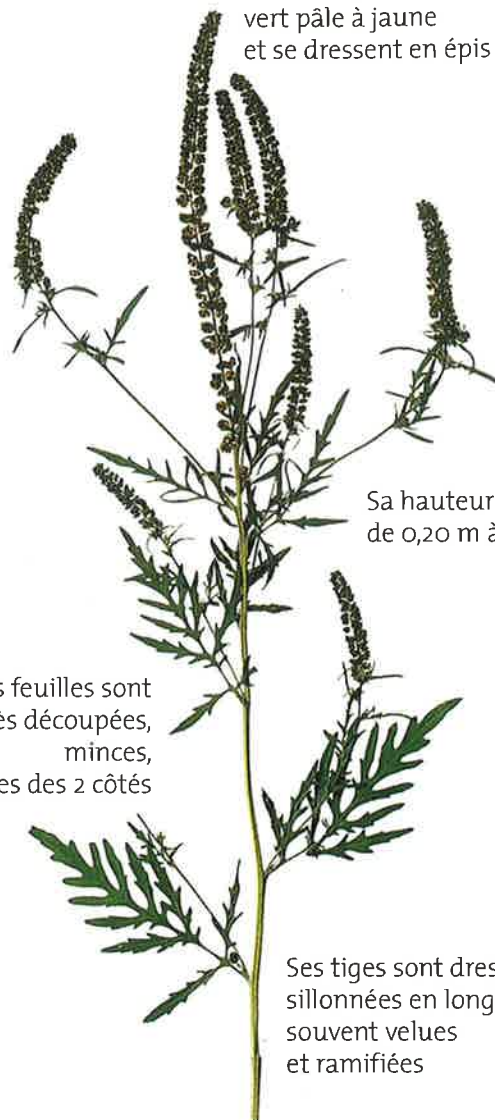 vert pâle à jaune
et se dressent en épis
Sa hauteur
de 0,20 m à
s feuilles sont
ès découpées,
minces,
es des 2 côtés
Ses tiges sont dres
sillonnées en long
souvent velues
et ramifiées